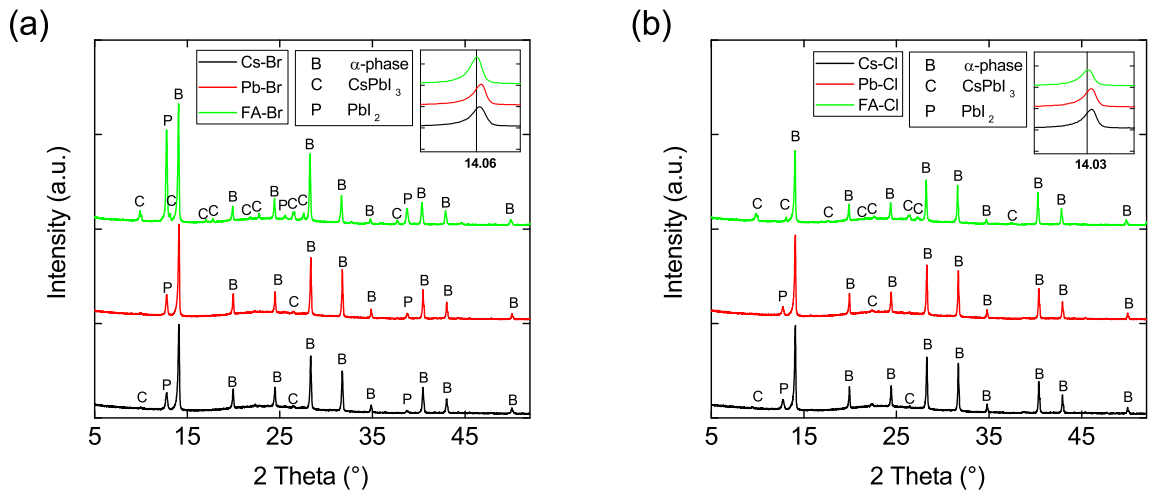 (a)
Cs-Br
Pb-Br
FA-Br
B α-phase
C CsPbI3
P PbI2
14.06
B
P
C C C C B C C B P C C B B B P C B B B
B
P B B C B B B P B B B
C P B B C B B B P B B B
Intensity (a.u.)
5 15 25 35 45
2 Theta (°)
(b)
Cs-Cl
Pb-Cl
FA-Cl
B α-phase
C CsPbI3
P PbI2
14.03
B
C C C B C C B C C B B B C B B B
P B C B B B B B B B
C P B B C B B B B B B
Intensity (a.u.)
5 15 25 35 45
2 Theta (°)